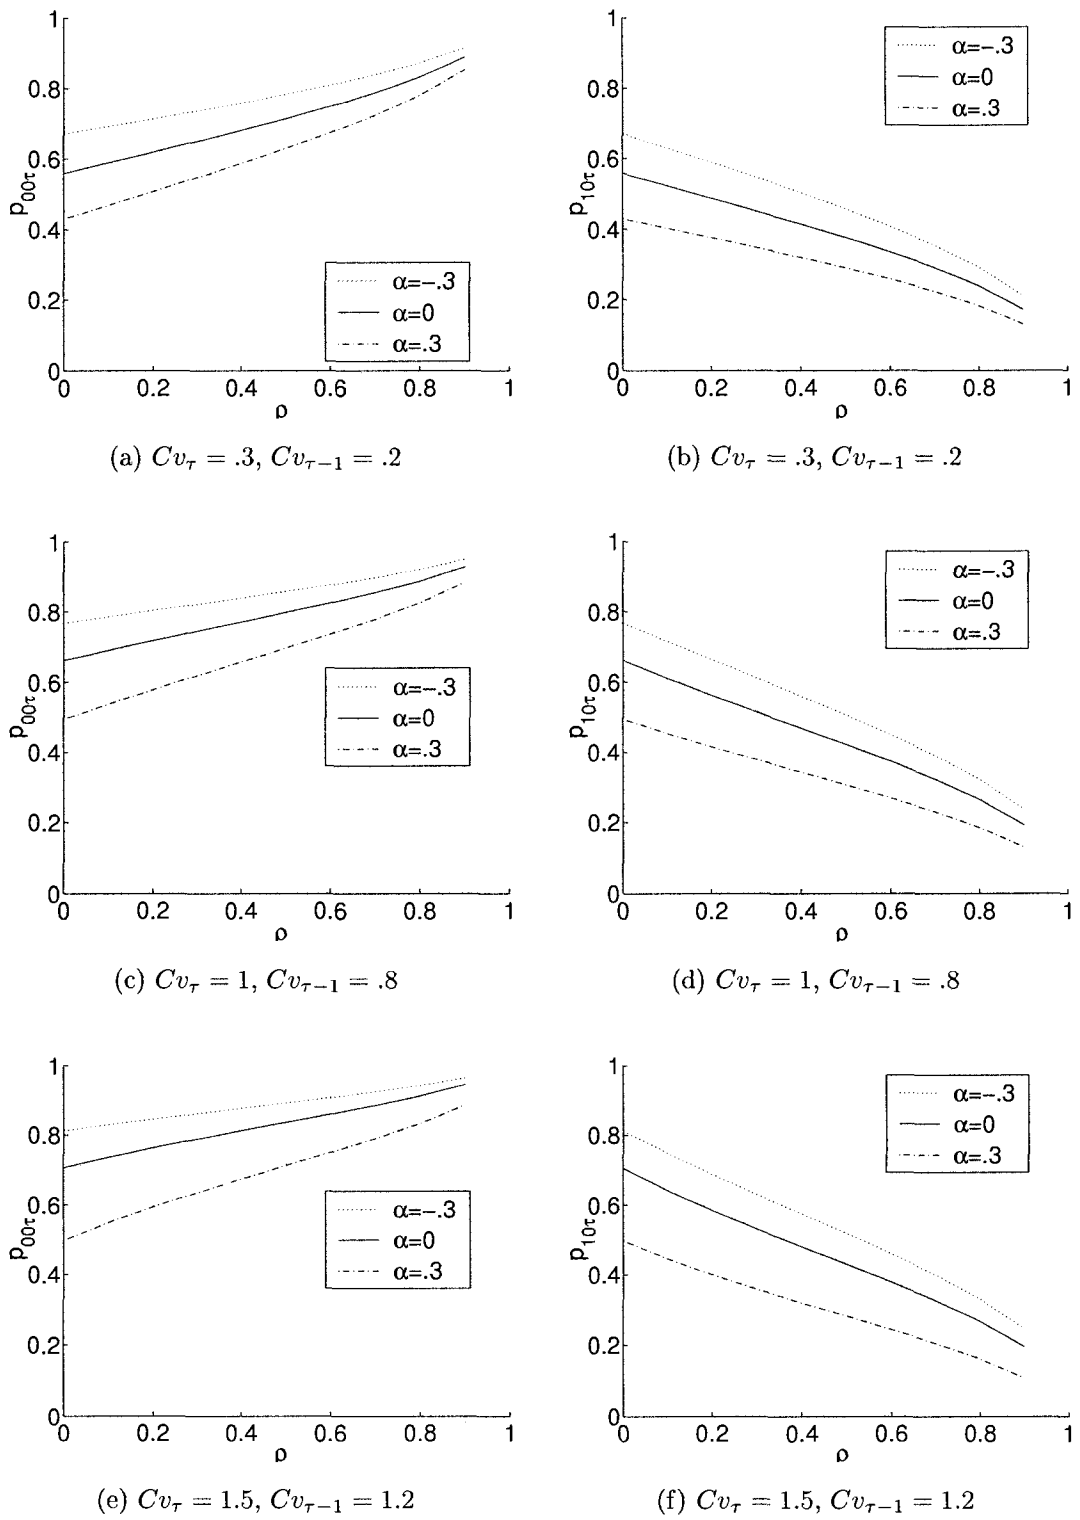 1
0.8
0.6
0.4
0.2
0
p00τ
α=-.3
α=0
α=.3
0 0.2 0.4 0.6 0.8 1
ρ
(a) Cvτ = .3, Cvτ−1 = .2
1
0.8
0.6
0.4
0.2
0
p10τ
α=-.3
α=0
α=.3
0 0.2 0.4 0.6 0.8 1
ρ
(b) Cvτ = .3, Cvτ−1 = .2
1
0.8
0.6
0.4
0.2
0
p00τ
α=-.3
α=0
α=.3
0 0.2 0.4 0.6 0.8 1
ρ
(c) Cvτ = 1, Cvτ−1 = .8
1
0.8
0.6
0.4
0.2
0
p10τ
α=-.3
α=0
α=.3
0 0.2 0.4 0.6 0.8 1
ρ
(d) Cvτ = 1, Cvτ−1 = .8
1
0.8
0.6
0.4
0.2
0
p00τ
α=-.3
α=0
α=.3
0 0.2 0.4 0.6 0.8 1
ρ
(e) Cvτ = 1.5, Cvτ−1 = 1.2
1
0.8
0.6
0.4
0.2
0
p10τ
α=-.3
α=0
α=.3
0 0.2 0.4 0.6 0.8 1
ρ
(f) Cvτ = 1.5, Cvτ−1 = 1.2